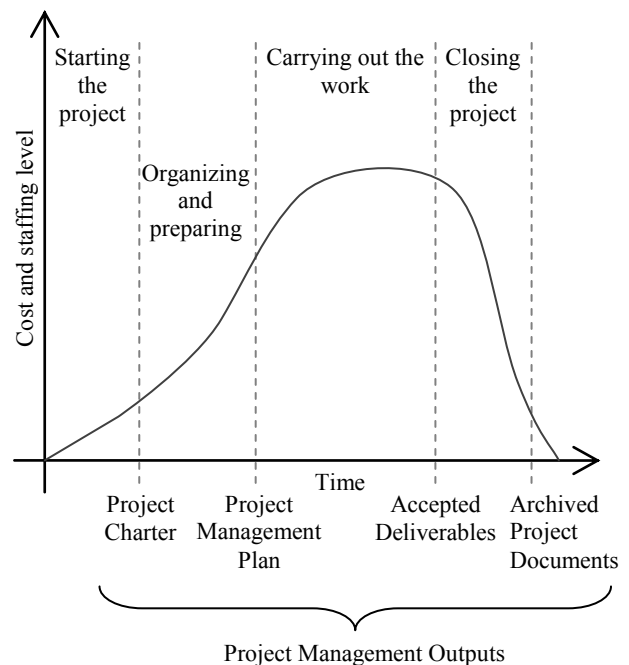 Starting
the
project
Organizing
and
preparing
Carrying out the
work
Closing
the
project
Cost and staffing level
Time
Project
Charter
Project
Management
Plan
Accepted
Deliverables
Archived
Project
Documents
Project Management Outputs